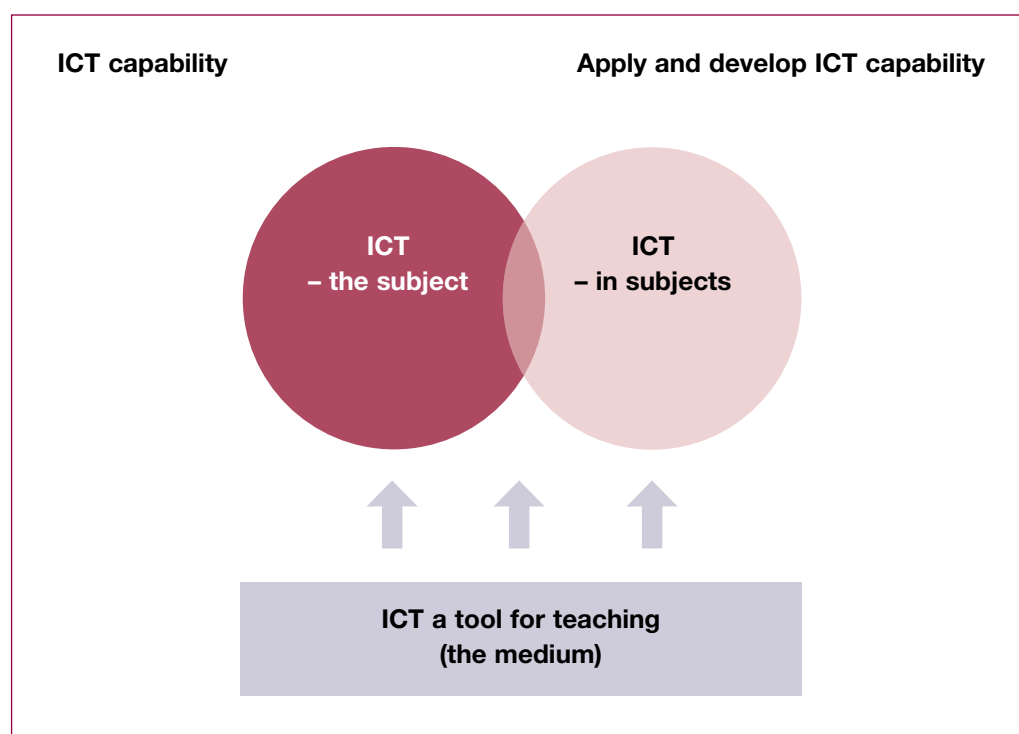 ICT capability
Apply and develop ICT capability
ICT
– the subject
ICT
– in subjects
ICT a tool for teaching
(the medium)